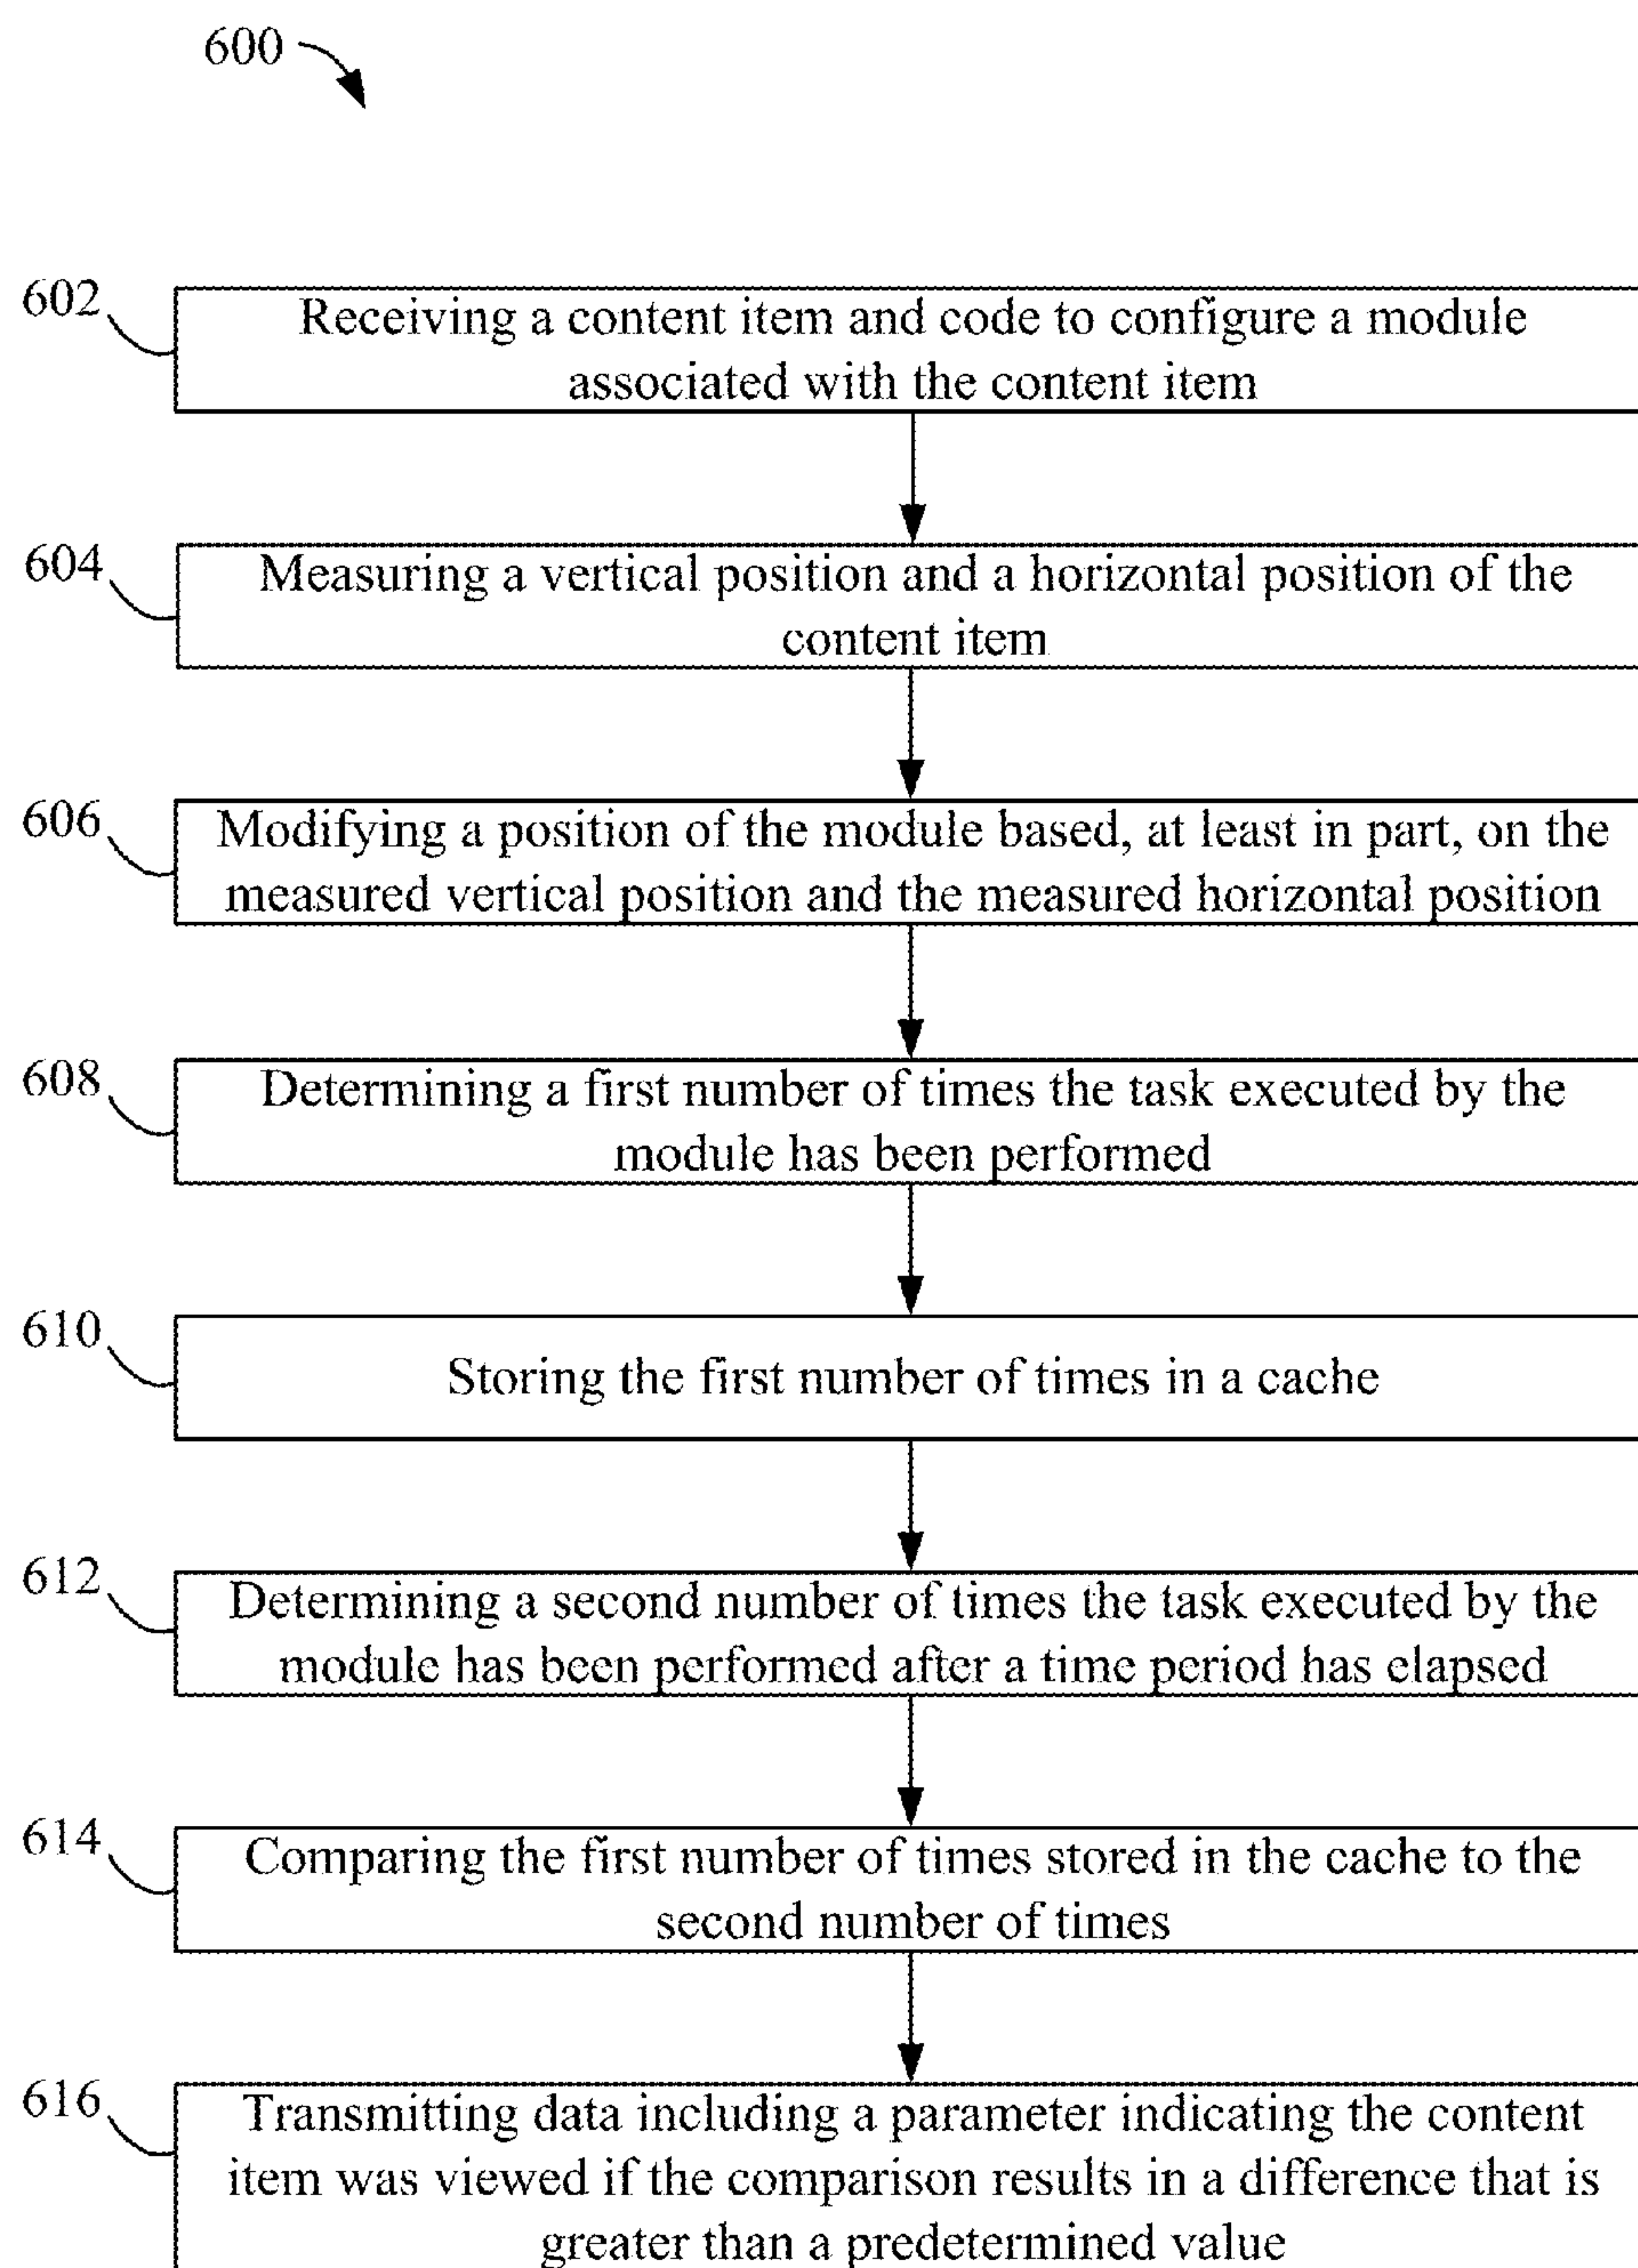 600
602
Receiving a content item and code to configure a module
associated with the content item
604
Measuring a vertical position and a horizontal position of the
content item
606
Modifying a position of the module based, at least in part, on the
measured vertical position and the measured horizontal position
608
Determining a first number of times the task executed by the
module has been performed
610
Storing the first number of times in a cache
612
Determining a second number of times the task executed by the
module has been performed after a time period has elapsed
614
Comparing the first number of times stored in the cache to the
second number of times
616
Transmitting data including a parameter indicating the content
item was viewed if the comparison results in a difference that is
greater than a predetermined value